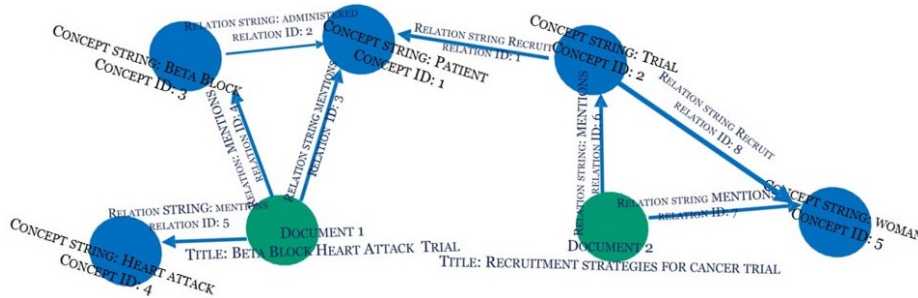 Relation string: administered
relation ID: 2
Concept string: Beta Block
Concept ID: 3
Concept string: Patient
Concept ID: 1
Relation string Recruit
relation ID: 1
Concept string: Trial
Concept ID: 2
Relation: mentions
relation ID: 4
Relation string mentions
relation ID: 3
Relation string: mentions
relation ID: 6
Relation string Recruit
relation ID: 8
Relation STRING: mentions
relation ID: 5
Concept string: Heart attack
Concept ID: 4
Document 1
Title: Beta Block Heart Attack Trial
Relation string mentions
relation ID: 7
Concept string: woman
Concept ID: 5
Document 2
Title: Recruitment strategies for cancer trial